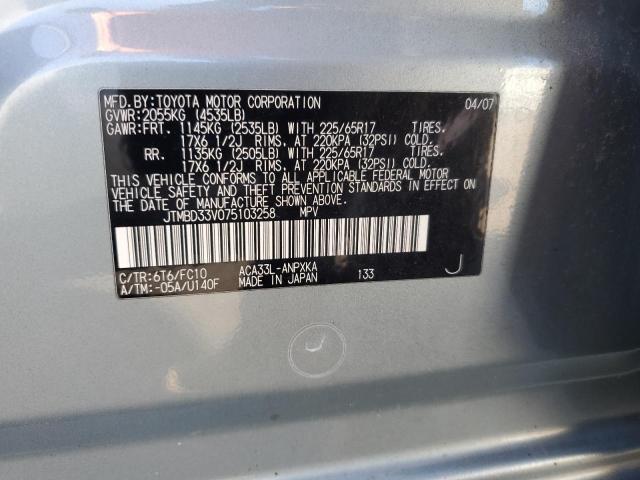 MFD.BY:TOYOTA MOTOR CORPORATION 04/07
GVWR:2055KG (4535LB)
GAWR:FRT. 1145KG (2535LB) WITH 225/65R17 TIRES.
17X6 1/2J RIMS. AT 220KPA (32PSI) COLD.
RR. 1135KG (2505LB) WITH 225/65R17 TIRES.
17X6 1/2J RIMS. AT 220KPA (32PSI) COLD.
THIS VEHICLE CONFORMS TO ALL APPLICABLE FEDERAL MOTOR
VEHICLE SAFETY AND THEFT PREVENTION STANDARDS IN EFFECT ON
THE DATE OF MANUFACTURE SHOWN ABOVE.
JTMBD33V075103258 MPV
C/TR:6T6/FC10 ACA33L-ANPXKA
A/TM:-05A/U140F MADE IN JAPAN 133 J
J